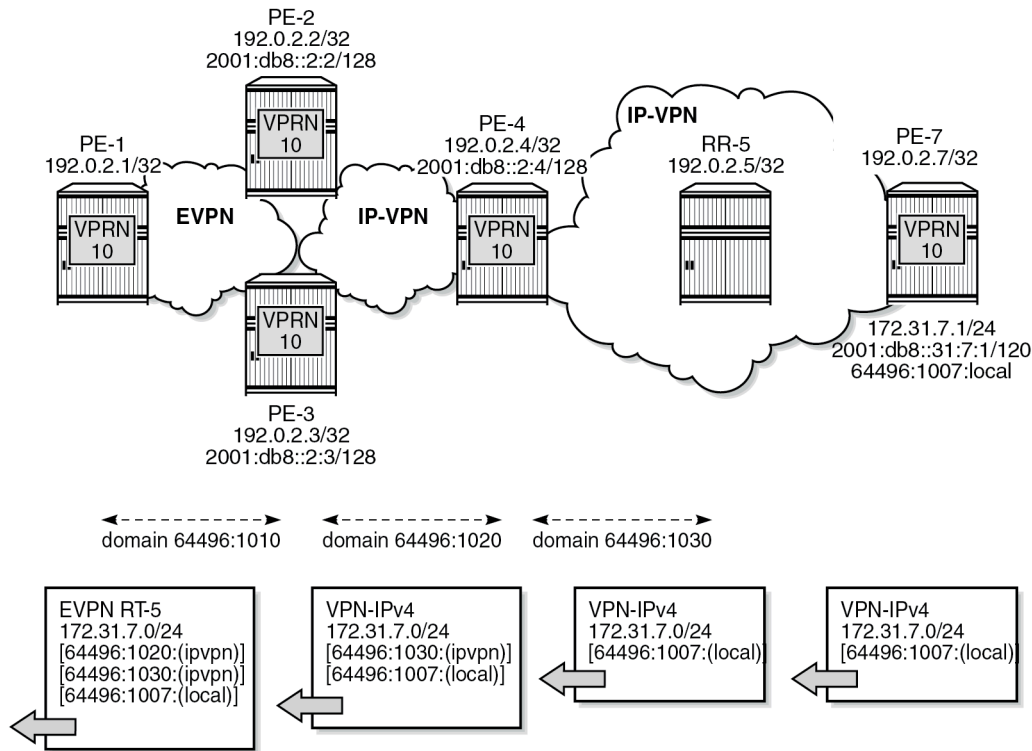 PE-2
192.0.2.2/32
2001:db8::2:2/128
VPRN
10
PE-1
192.0.2.1/32
VPRN
10
EVPN
IP-VPN
PE-4
192.0.2.4/32
2001:db8::2:4/128
VPRN
10
IP-VPN
RR-5
192.0.2.5/32
PE-7
192.0.2.7/32
VPRN
10
172.31.7.1/24
2001:db8::31:7:1/120
64496:1007:local
VPRN
10
PE-3
192.0.2.3/32
2001:db8::2:3/128
domain 64496:1010
domain 64496:1020
domain 64496:1030
EVPN RT-5
172.31.7.0/24
[64496:1020:(ipvpn)]
[64496:1030:(ipvpn)]
[64496:1007:(local)]
VPN-IPv4
172.31.7.0/24
[64496:1030:(ipvpn)]
[64496:1007:(local)]
VPN-IPv4
172.31.7.0/24
[64496:1007:(local)]
VPN-IPv4
172.31.7.0/24
[64496:1007:(local)]